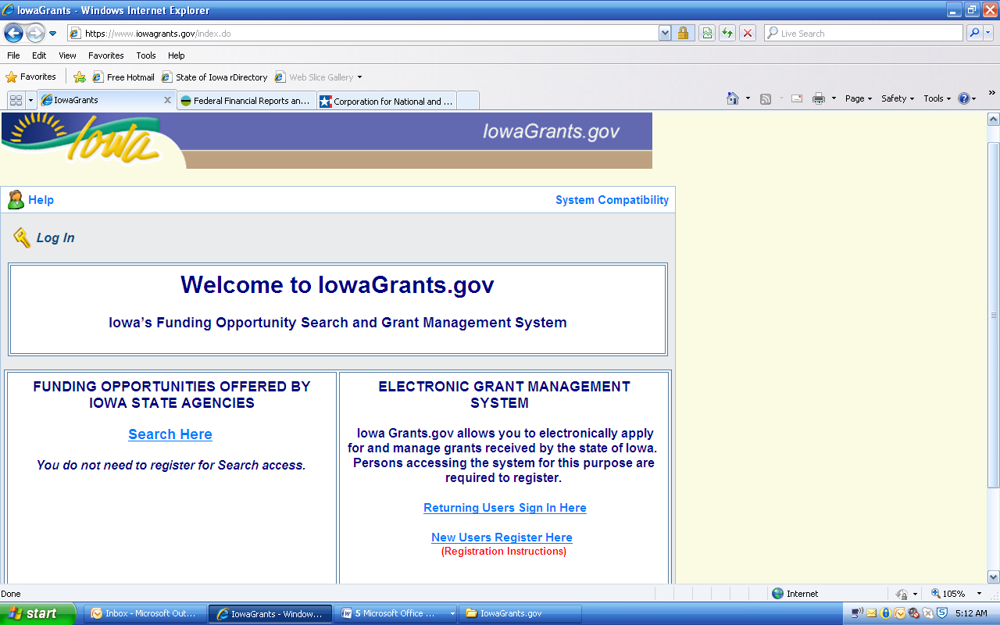 IowaGrants - Windows Internet Explorer
https://www.iowagrants.gov/index.do
Live Search
File Edit View Favorites Tools Help
Favorites Free Hotmail State of Iowa rDirectory Web Slice Gallery
IowaGrants Federal Financial Reports an... Corporation for National and ... Page Safety Tools
Iowa
IowaGrants.gov
Help System Compatibility
Log In
Welcome to IowaGrants.gov
Iowa's Funding Opportunity Search and Grant Management System
FUNDING OPPORTUNITIES OFFERED BY
IOWA STATE AGENCIES
Search Here
You do not need to register for Search access.
ELECTRONIC GRANT MANAGEMENT
SYSTEM
Iowa Grants.gov allows you to electronically apply
for and manage grants received by the state of Iowa.
Persons accessing the system for this purpose are
required to register.
Returning Users Sign In Here
New Users Register Here
(Registration Instructions)
Done Internet 105%
start Inbox - Microsoft Out... IowaGrants - Window... 5 Microsoft Office ... IowaGrants.gov 5:12 AM